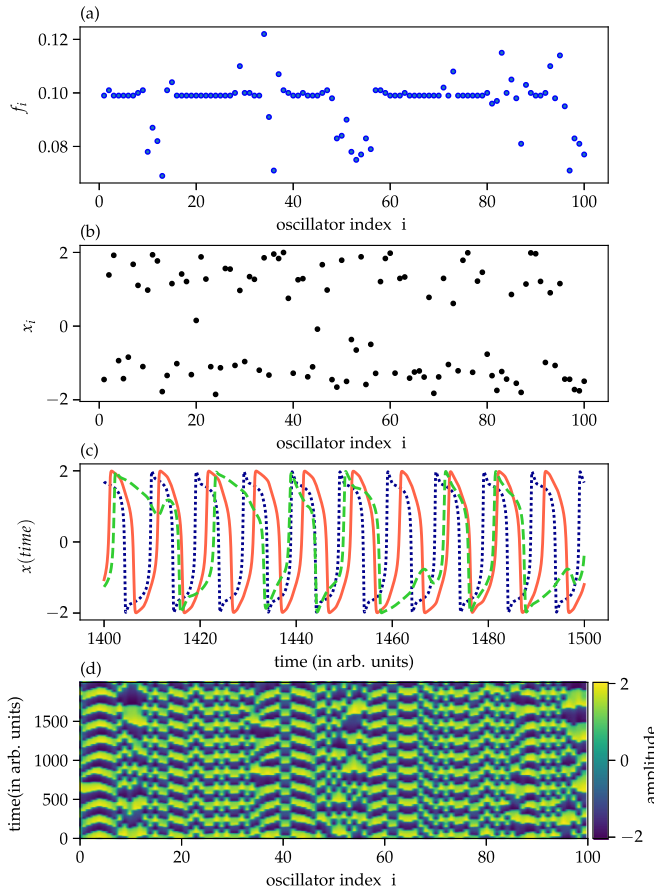 (a)
0.12
0.10
0.08
f_i
0 20 40 60 80 100
oscillator index i
(b)
2
0
−2
x_i
0 20 40 60 80 100
oscillator index i
(c)
2
0
−2
x(time)
1400 1420 1440 1460 1480 1500
time (in arb. units)
(d)
1500
1000
500
0
time(in arb. units)
0 20 40 60 80 100
oscillator index i
2
0
−2
amplitude